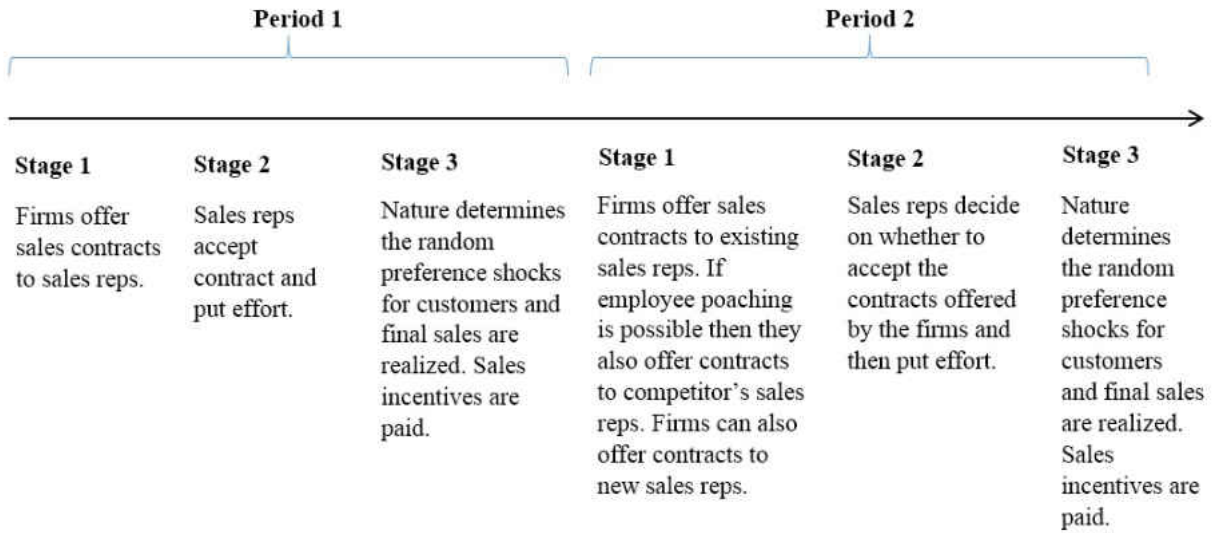 Period 1
Period 2
Stage 1
Firms offer
sales contracts
to sales reps.
Stage 2
Sales reps
accept
contract and
put effort.
Stage 3
Nature determines
the random
preference shocks
for customers and
final sales are
realized. Sales
incentives are
paid.
Stage 1
Firms offer sales
contracts to existing
sales reps. If
employee poaching
is possible then they
also offer contracts
to competitor's sales
reps. Firms can also
offer contracts to
new sales reps.
Stage 2
Sales reps decide
on whether to
accept the
contracts offered
by the firms and
then put effort.
Stage 3
Nature
determines
the random
preference
shocks for
customers
and final sales
are realized.
Sales
incentives are
paid.